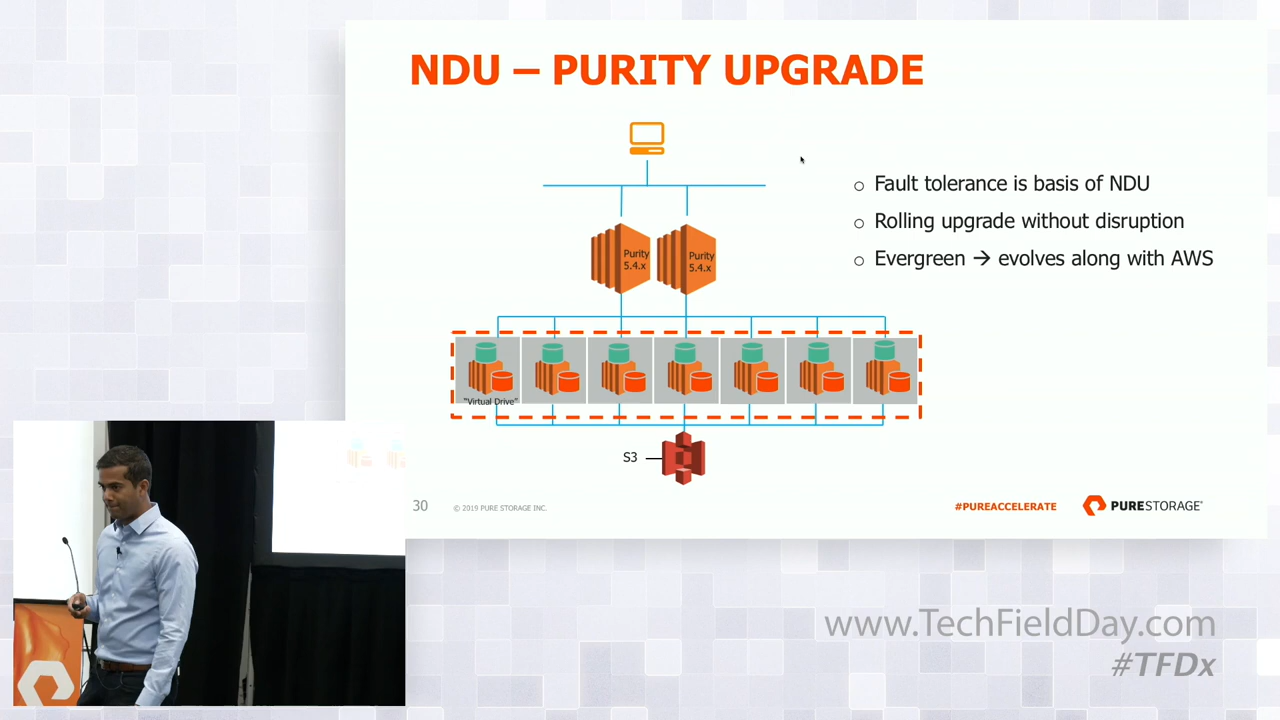 NDU – PURITY UPGRADE
Purity
5.4.x
Purity
5.4.x
○ Fault tolerance is basis of NDU
○ Rolling upgrade without disruption
○ Evergreen → evolves along with AWS
"Virtual Drive"
S3
30
© 2019 PURE STORAGE INC.
#PUREACCELERATE
PURESTORAGE®
www.TechFieldDay.com
#TFDx